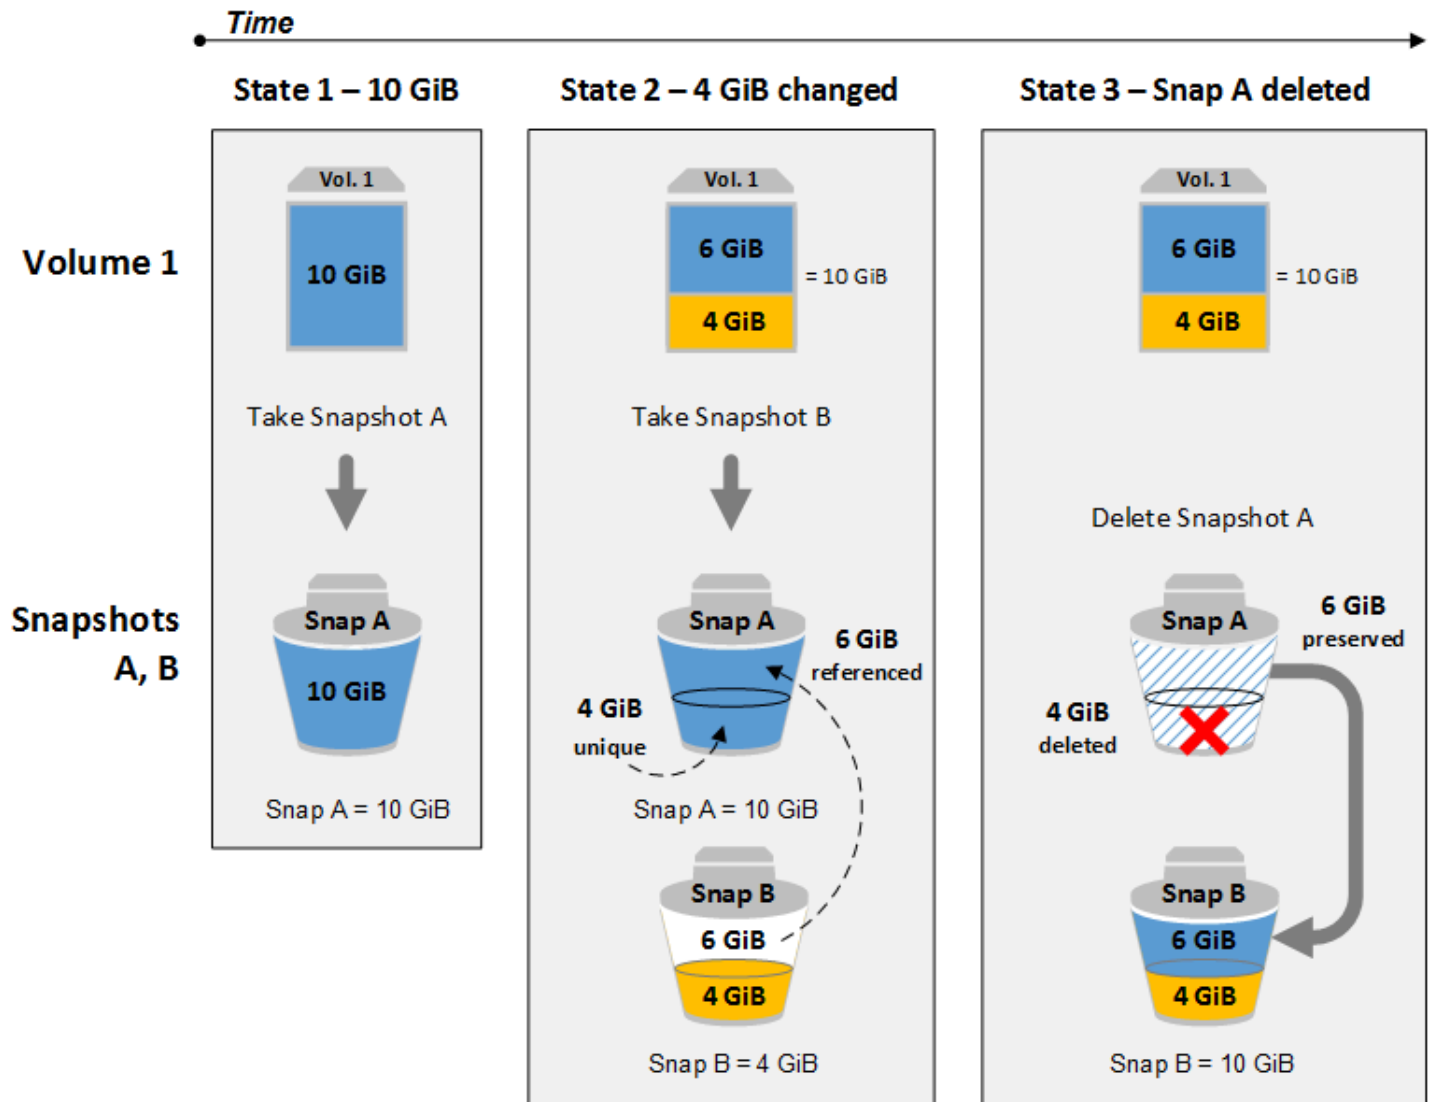 Time
State 1 – 10 GiB
State 2 – 4 GiB changed
State 3 – Snap A deleted
Volume 1
Vol. 1
10 GiB
Vol. 1
6 GiB
4 GiB
= 10 GiB
Vol. 1
6 GiB
4 GiB
= 10 GiB
Take Snapshot A
Take Snapshot B
Delete Snapshot A
Snapshots
A, B
Snap A
10 GiB
Snap A = 10 GiB
Snap A
6 GiB
referenced
4 GiB
unique
Snap A = 10 GiB
Snap B
6 GiB
4 GiB
Snap B = 4 GiB
Snap A
6 GiB
preserved
4 GiB
deleted
Snap B
6 GiB
4 GiB
Snap B = 10 GiB